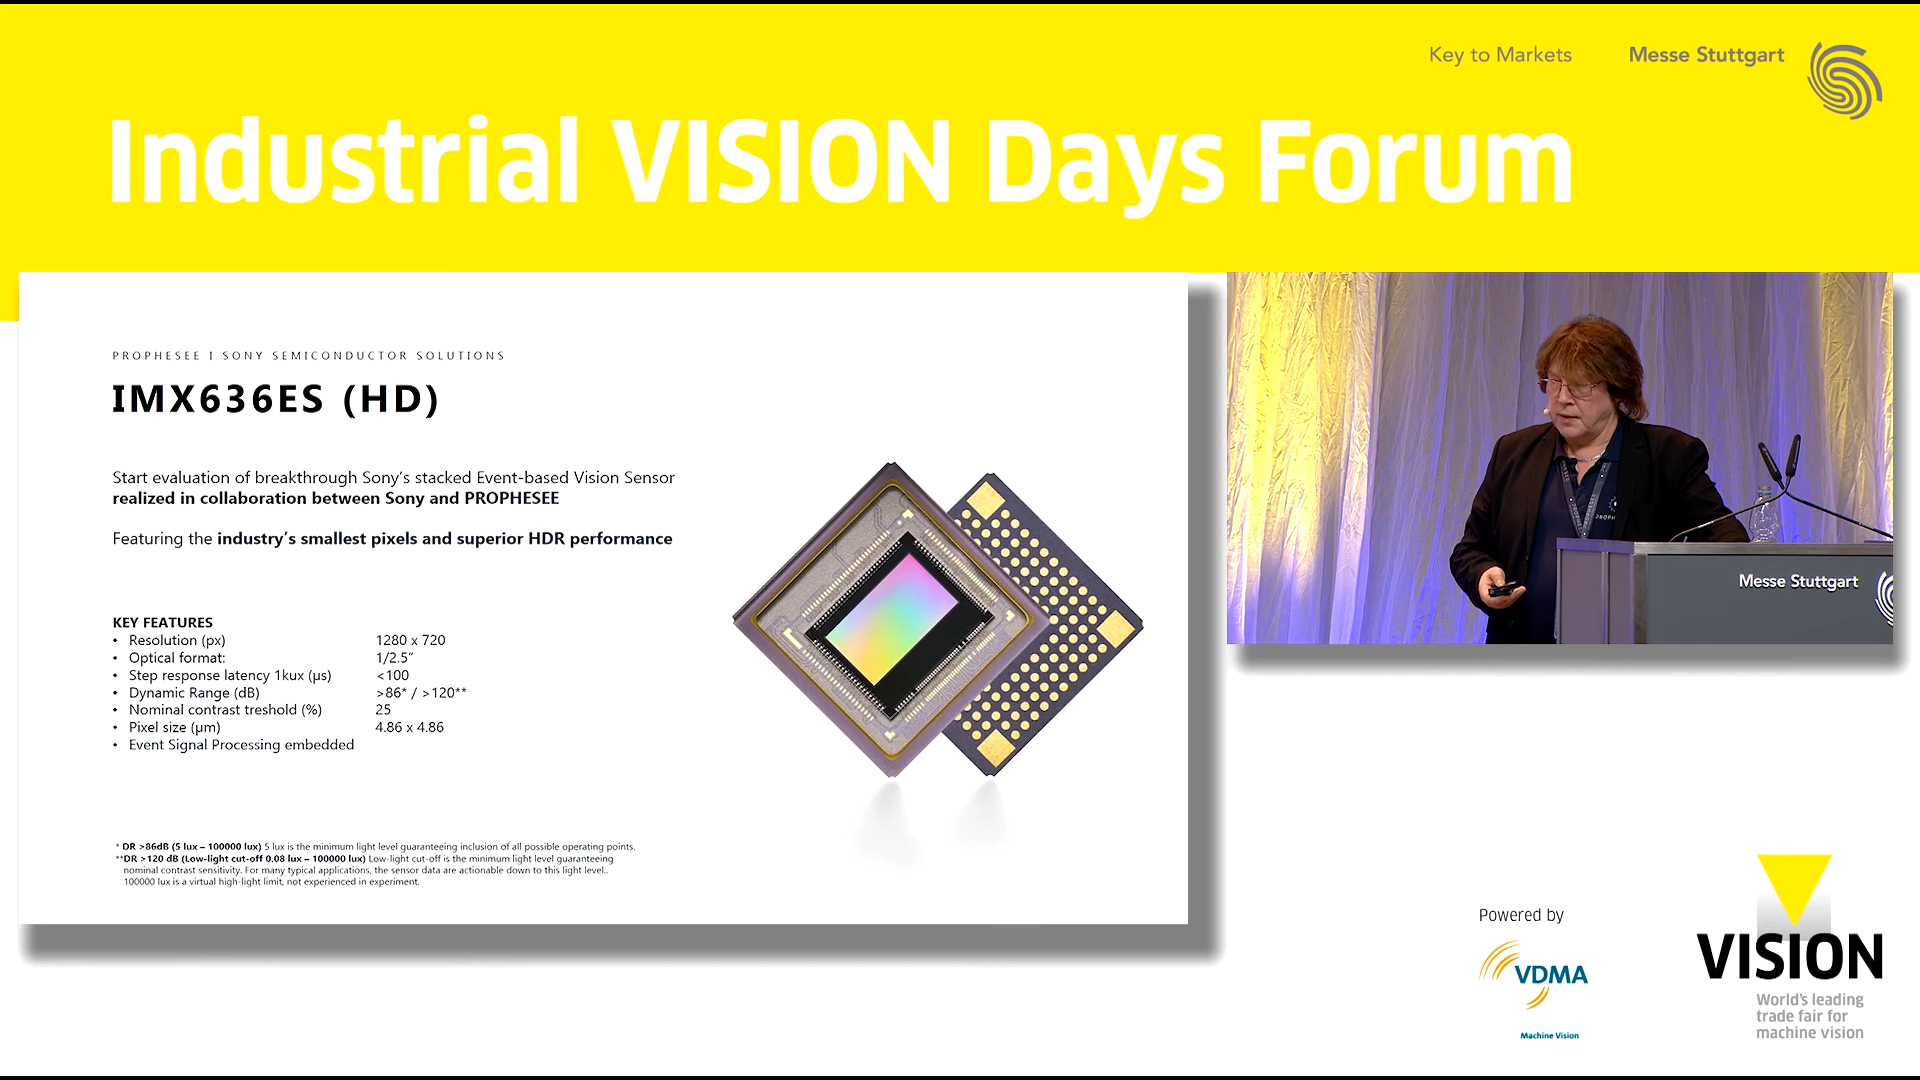 Key to Markets Messe Stuttgart
Industrial VISION Days Forum
PROPHESEE I SONY SEMICONDUCTOR SOLUTIONS
IMX636ES (HD)
Start evaluation of breakthrough Sony's stacked Event-based Vision Sensor
realized in collaboration between Sony and PROPHESEE
Featuring the industry's smallest pixels and superior HDR performance
KEY FEATURES
• Resolution (px) 1280 x 720
• Optical format: 1/2.5"
• Step response latency 1kux (µs) <100
• Dynamic Range (dB) >86* / >120**
• Nominal contrast treshold (%) 25
• Pixel size (µm) 4.86 x 4.86
• Event Signal Processing embedded
* DR >86dB (5 lux – 100000 lux) 5 lux is the minimum light level guaranteeing inclusion of all possible operating points.
**DR >120 dB (Low-light cut-off 0.08 lux – 100000 lux) Low-light cut-off is the minimum light level guaranteeing
nominal contrast sensitivity. For many typical applications, the sensor data are actionable down to this light level..
100000 lux is a virtual high-light limit, not experienced in experiment.
Messe Stuttgart
Powered by
VDMA
Machine Vision
VISION
World's leading
trade fair for
machine vision